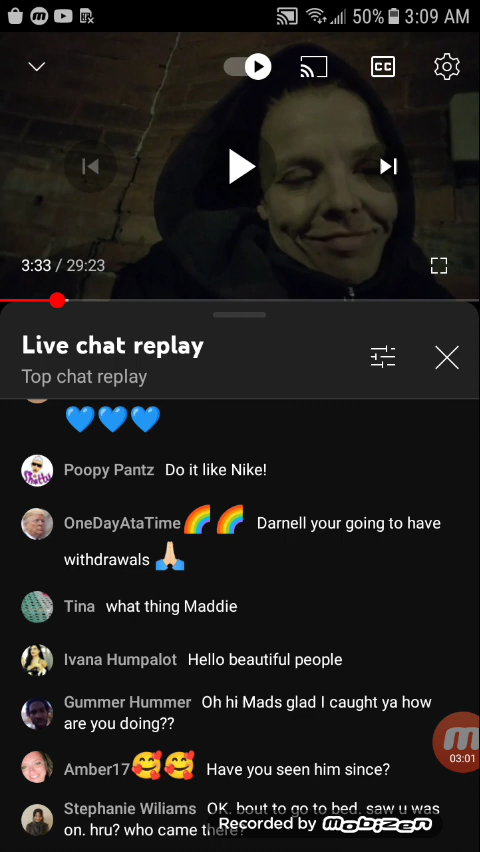 50% 3:09 AM
CC
3:33 / 29:23
Live chat replay
Top chat replay
💙💙💙
Poopy Pantz Do it like Nike!
Shotty
OneDayAtaTime🌈🌈 Darnell your going to have
withdrawals 🙏🏻
Tina what thing Maddie
Ivana Humpalot Hello beautiful people
Gummer Hummer Oh hi Mads glad I caught ya how
are you doing??
03:01
Amber17🥰🥰 Have you seen him since?
Stephanie Wiliams OK. bout to go to bed. saw u was
on. hru? who came there?
Recorded by MOBIZEN